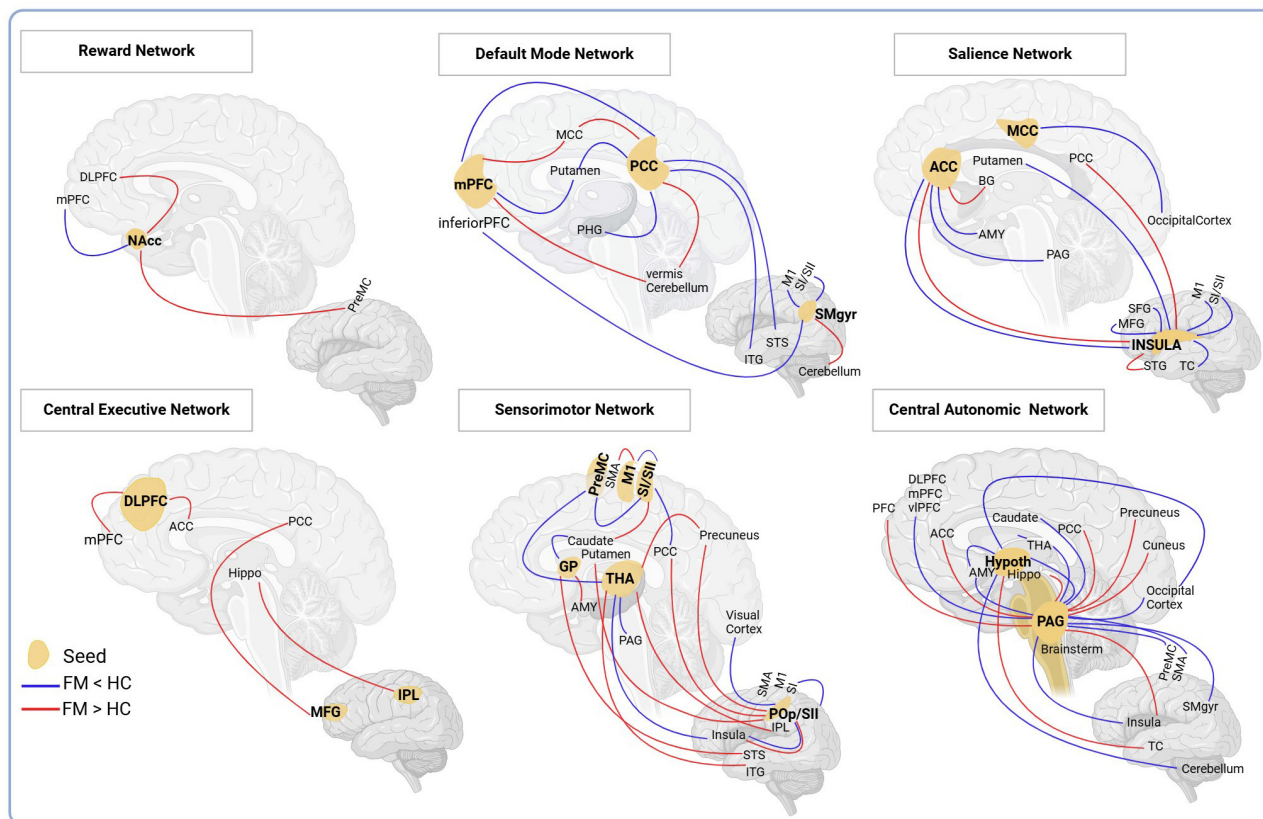 Reward Network
DLPFC
mPFC
NAcc
PreMC
Default Mode Network
MCC
PCC
Putamen
mPFC
inferiorPFC
PHG
vermis
Cerebellum
M1
SI/SII
SMgyr
STS
ITG
Cerebellum
Salience Network
MCC
ACC
Putamen
PCC
BG
OccipitalCortex
AMY
PAG
M1
SI/SII
SFG
MFG
INSULA
STG
TC
Central Executive Network
DLPFC
ACC
mPFC
PCC
Hippo
IPL
MFG
Seed
FM < HC
FM > HC
Sensorimotor Network
PreMC
SMA
M1
SI/SII
Caudate
Putamen
PCC
Precuneus
GP
THA
AMY
PAG
Visual
Cortex
SMA
M1
SI
POp/SII
IPL
Insula
STS
ITG
Central Autonomic Network
DLPFC
mPFC
vlPFC
PFC
ACC
Caudate
PCC
Precuneus
THA
Cuneus
Hypoth
AMY
Hippo
Occipital
Cortex
PAG
Brainsterm
PreMC
SMA
SMgyr
Insula
TC
Cerebellum